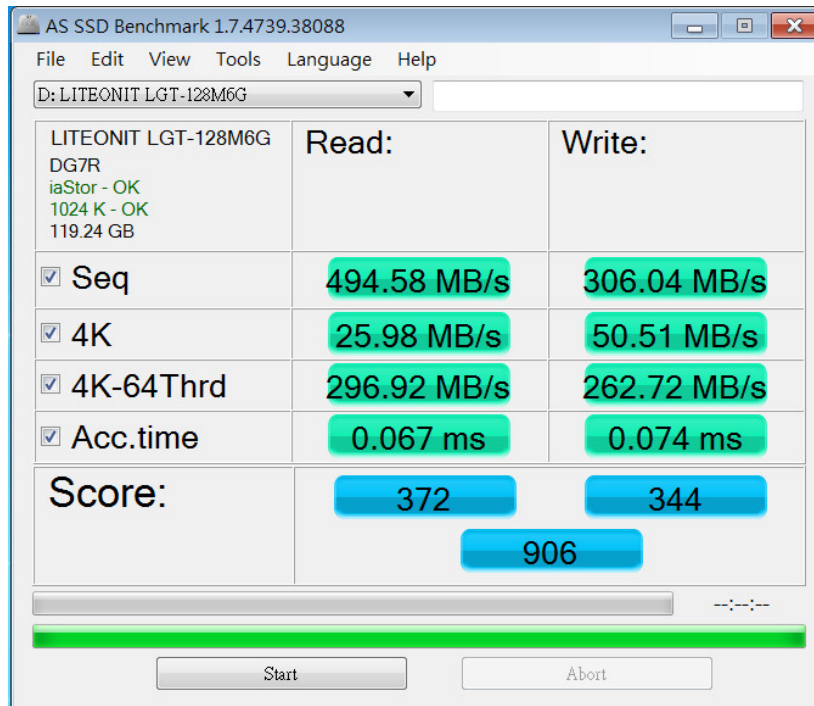 AS SSD Benchmark 1.7.4739.38088
File Edit View Tools Language Help
D: LITEONIT LGT-128M6G
LITEONIT LGT-128M6G
DG7R
iaStor - OK
1024 K - OK
119.24 GB
Read: Write:
Seq 494.58 MB/s 306.04 MB/s
4K 25.98 MB/s 50.51 MB/s
4K-64Thrd 296.92 MB/s 262.72 MB/s
Acc.time 0.067 ms 0.074 ms
Score: 372 344
906
--:--:--
Start Abort